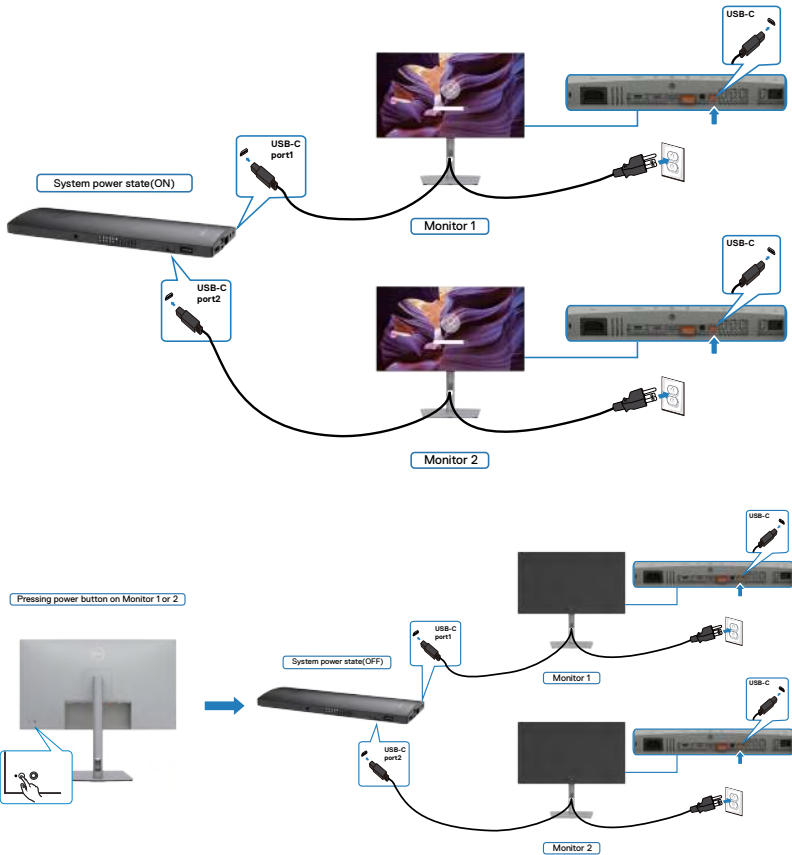 USB-C
USB-C
port1
System power state(ON)
Monitor 1
USB-C
USB-C
port2
Monitor 2
USB-C
Pressing power button on Monitor 1 or 2
USB-C
port1
System power state(OFF)
Monitor 1
USB-C
USB-C
port2
Monitor 2